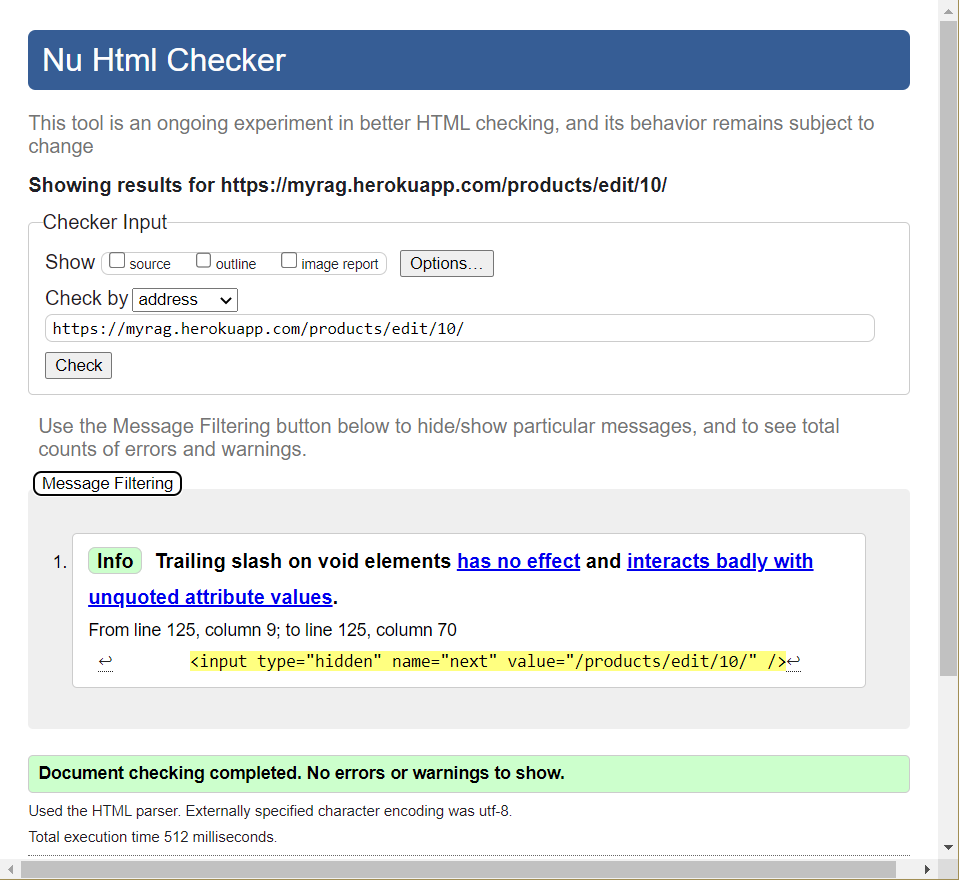 Nu Html Checker
This tool is an ongoing experiment in better HTML checking, and its behavior remains subject to
change
Showing results for https://myrag.herokuapp.com/products/edit/10/
Checker Input
Show source outline image report Options…
Check by address
https://myrag.herokuapp.com/products/edit/10/
Check
Use the Message Filtering button below to hide/show particular messages, and to see total
counts of errors and warnings.
Message Filtering
1. Info Trailing slash on void elements has no effect and interacts badly with
unquoted attribute values.
From line 125, column 9; to line 125, column 70
↩ <input type="hidden" name="next" value="/products/edit/10/" />↩
Document checking completed. No errors or warnings to show.
Used the HTML parser. Externally specified character encoding was utf-8.
Total execution time 512 milliseconds.